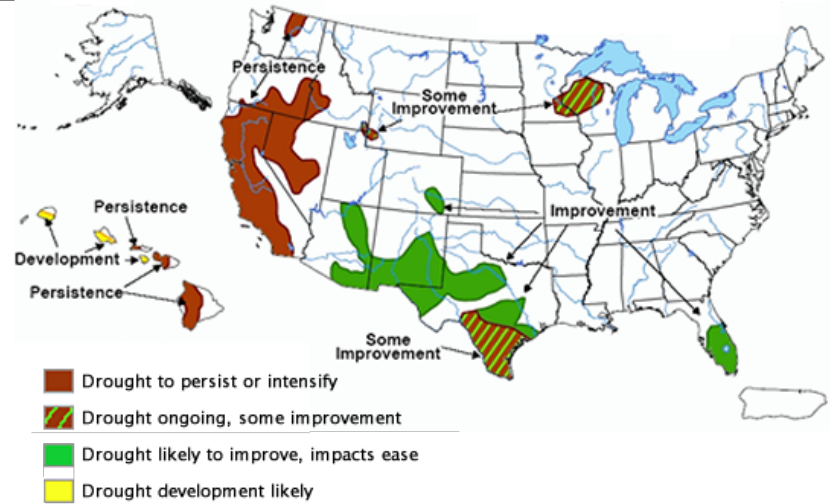 Persistence
Some
Improvement
Persistence
Improvement
Development
Persistence
Some
Improvement
Drought to persist or intensify
Drought ongoing, some improvement
Drought likely to improve, impacts ease
Drought development likely